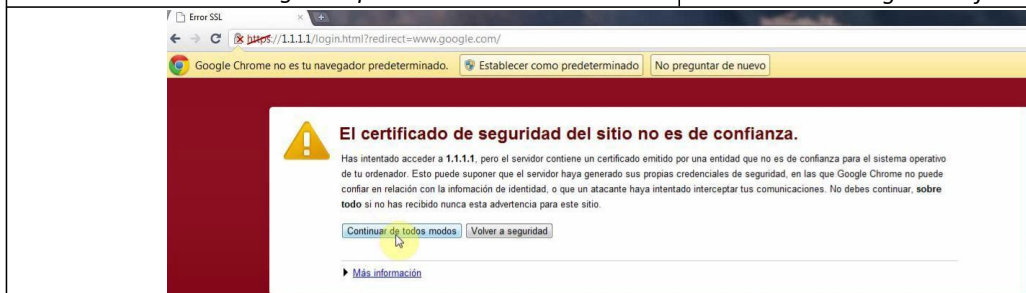 Error SSL
https://1.1.1.1/login.html?redirect=www.google.com/
Google Chrome no es tu navegador predeterminado. Establecer como predeterminado No preguntar de nuevo
El certificado de seguridad del sitio no es de confianza.
Has intentado acceder a 1.1.1.1, pero el servidor contiene un certificado emitido por una entidad que no es de confianza para el sistema operativo
de tu ordenador. Esto puede suponer que el servidor haya generado sus propias credenciales de seguridad, en las que Google Chrome no puede
confiar en relación con la infomación de identidad, o que un atacante haya intentado interceptar tus comunicaciones. No debes continuar, sobre
todo si no has recibido nunca esta advertencia para este sitio.
Continuar de todos modos Volver a seguridad
Más información